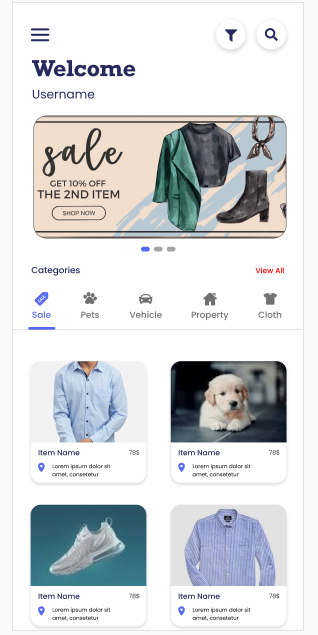 Welcome
Username
sale
GET 10% OFF
THE 2ND ITEM
SHOP NOW
Categories
View All
Sale
Pets
Vehicle
Property
Cloth
Item Name
78$
Lorem ipsum dolor sit
amet, consetetur
Item Name
78$
Lorem ipsum dolor sit
amet, consetetur
Item Name
78$
Lorem ipsum dolor sit
amet, consetetur
Item Name
78$
Lorem ipsum dolor sit
amet, consetetur